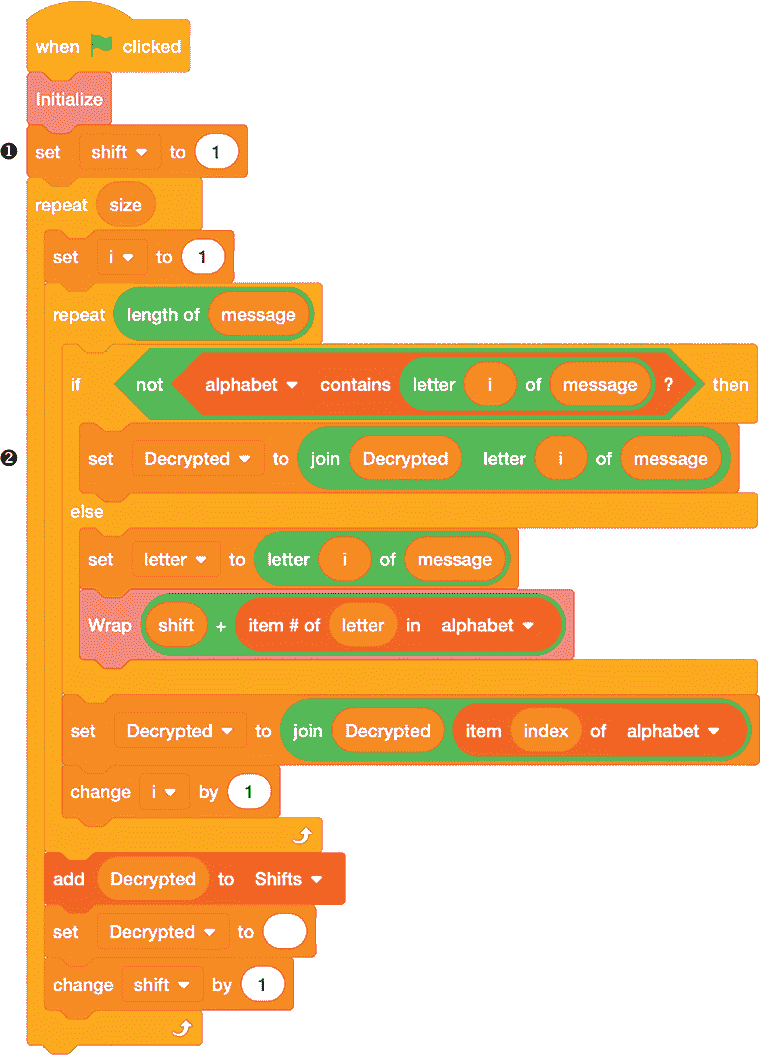 when clicked
Initialize
❶ set shift to 1
repeat size
set i to 1
repeat length of message
if not alphabet contains letter i of message ? then
❷ set Decrypted to join Decrypted letter i of message
else
set letter to letter i of message
Wrap shift + item # of letter in alphabet
set Decrypted to join Decrypted item index of alphabet
change i by 1
add Decrypted to Shifts
set Decrypted to
change shift by 1